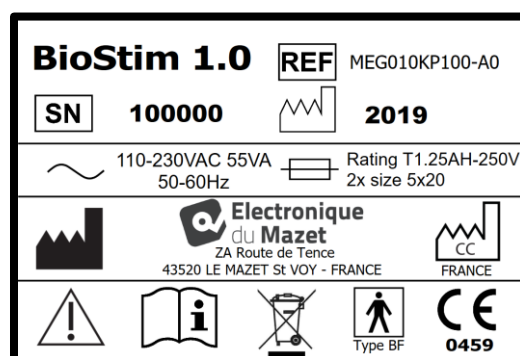 BioStim 1.0 REF MEG010KP100-A0
SN 100000 2019
110-230VAC 55VA
50-60Hz
Rating T1.25AH-250V
2x size 5x20
Electronique
du Mazet
ZA Route de Tence
43520 LE MAZET St VOY - FRANCE
CC
FRANCE
i
Type BF
CE
0459